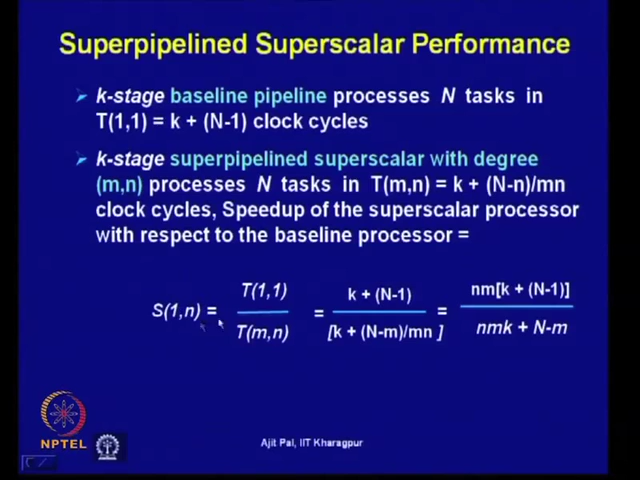 Superpipelined Superscalar Performance
k-stage baseline pipeline processes N tasks in
T(1,1) = k + (N-1) clock cycles
k-stage superpipelined superscalar with degree
(m,n) processes N tasks in T(m,n) = k + (N-n)/mn
clock cycles, Speedup of the superscalar processor
with respect to the baseline processor =
S(1,n) = T(1,1) / T(m,n) = k + (N-1) / [k + (N-m)/mn ] = nm[k + (N-1)] / nmk + N-m
NPTEL
Ajit Pal, IIT Kharagpur